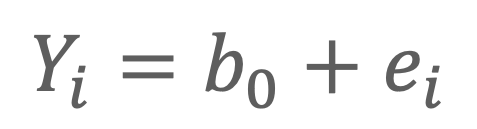 Yᵢ = b₀ + eᵢ